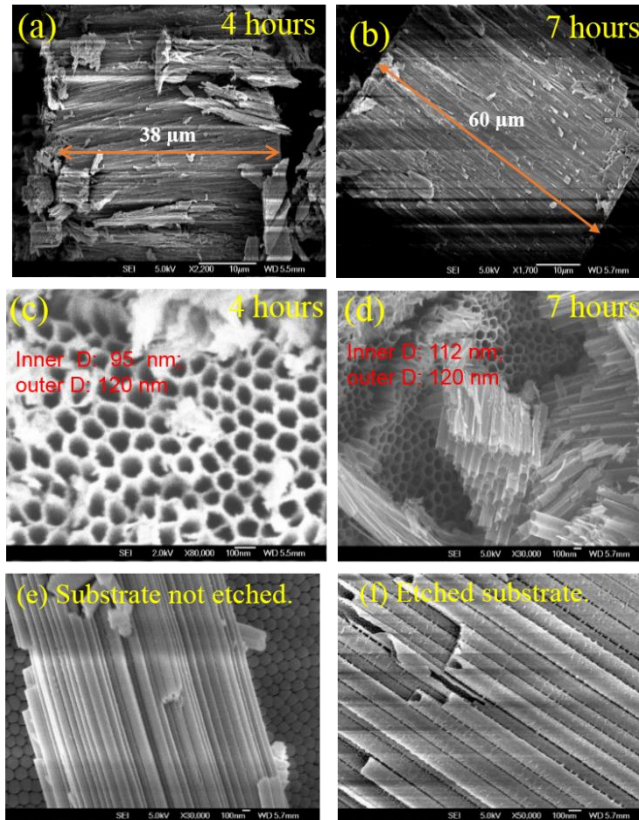 (a) 4 hours
38 µm
SEI 5.0kV X2,200 10µm WD 5.5mm
(b) 7 hours
60 µm
SEI 5.0kV X1,700 10µm WD 5.7mm
(c) 4 hours
Inner D: 95 nm;
outer D: 120 nm
SEI 2.0kV X80,000 100nm WD 5.5mm
(d) 7 hours
Inner D: 112 nm;
outer D: 120 nm
SEI 5.0kV X30,000 100nm WD 5.7mm
(e) Substrate not etched.
SEI 5.0kV X30,000 100nm WD 5.7mm
(f) Etched substrate.
SEI 5.0kV X50,000 100nm WD 5.7mm